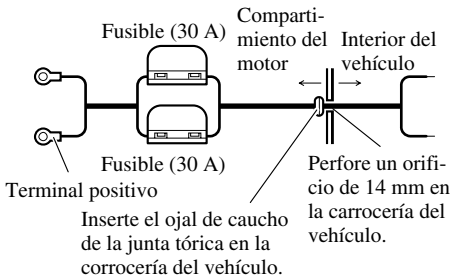 Fusible (30 A)
Comparti-
miento del
motor
Interior del
vehículo
Fusible (30 A)
Terminal positivo
Perfore un orifi-
cio de 14 mm en
la carrocería del
vehículo.
Inserte el ojal de caucho
de la junta tórica en la
corrocería del vehículo.